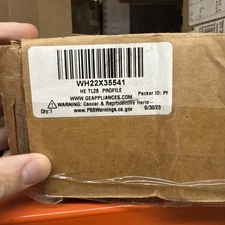 WH22X35541
HE TL28 PROFILE
WWW.GEAPPLIANCES.COM
Packer ID: PI
WARNING: Cancer & Reproductive Harm -
Qty:1
www.P65Warnings.ca.gov
6/30/23